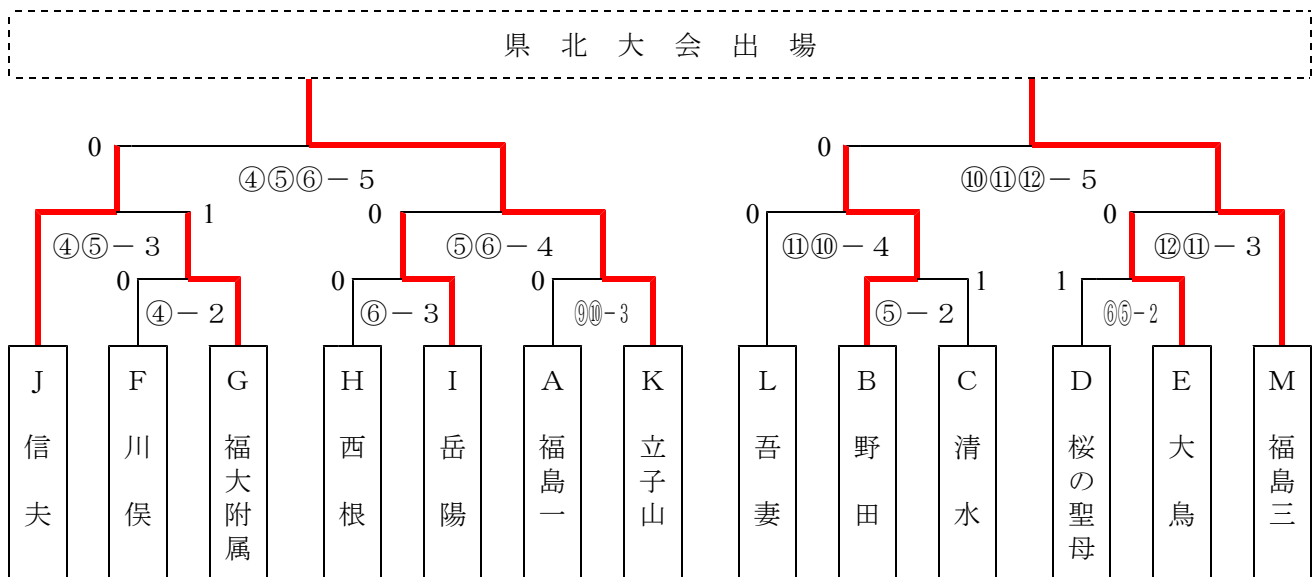 県北大会出場
0 0
④⑤⑥－5 ⑩⑪⑫－5
1 0 0 0
④⑤－3 ⑤⑥－4 ⑪⑩－4 ⑫⑪－3
0 0 0 1 1
④－2 ⑥－3 ⑨⑩-3 ⑤－2 ⑥⑤-2
J F G H I A K L B C D E M
信夫
川俣
福大附属
西根
岳陽
福島一
立子山
吾妻
野田
清水
桜の聖母
大鳥
福島三